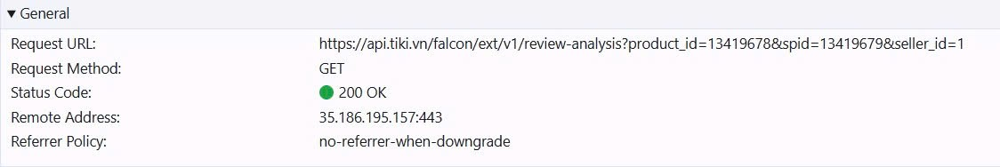 General
Request URL: https://api.tiki.vn/falcon/ext/v1/review-analysis?product_id=13419678&spid=13419679&seller_id=1
Request Method: GET
Status Code: 200 OK
Remote Address: 35.186.195.157:443
Referrer Policy: no-referrer-when-downgrade